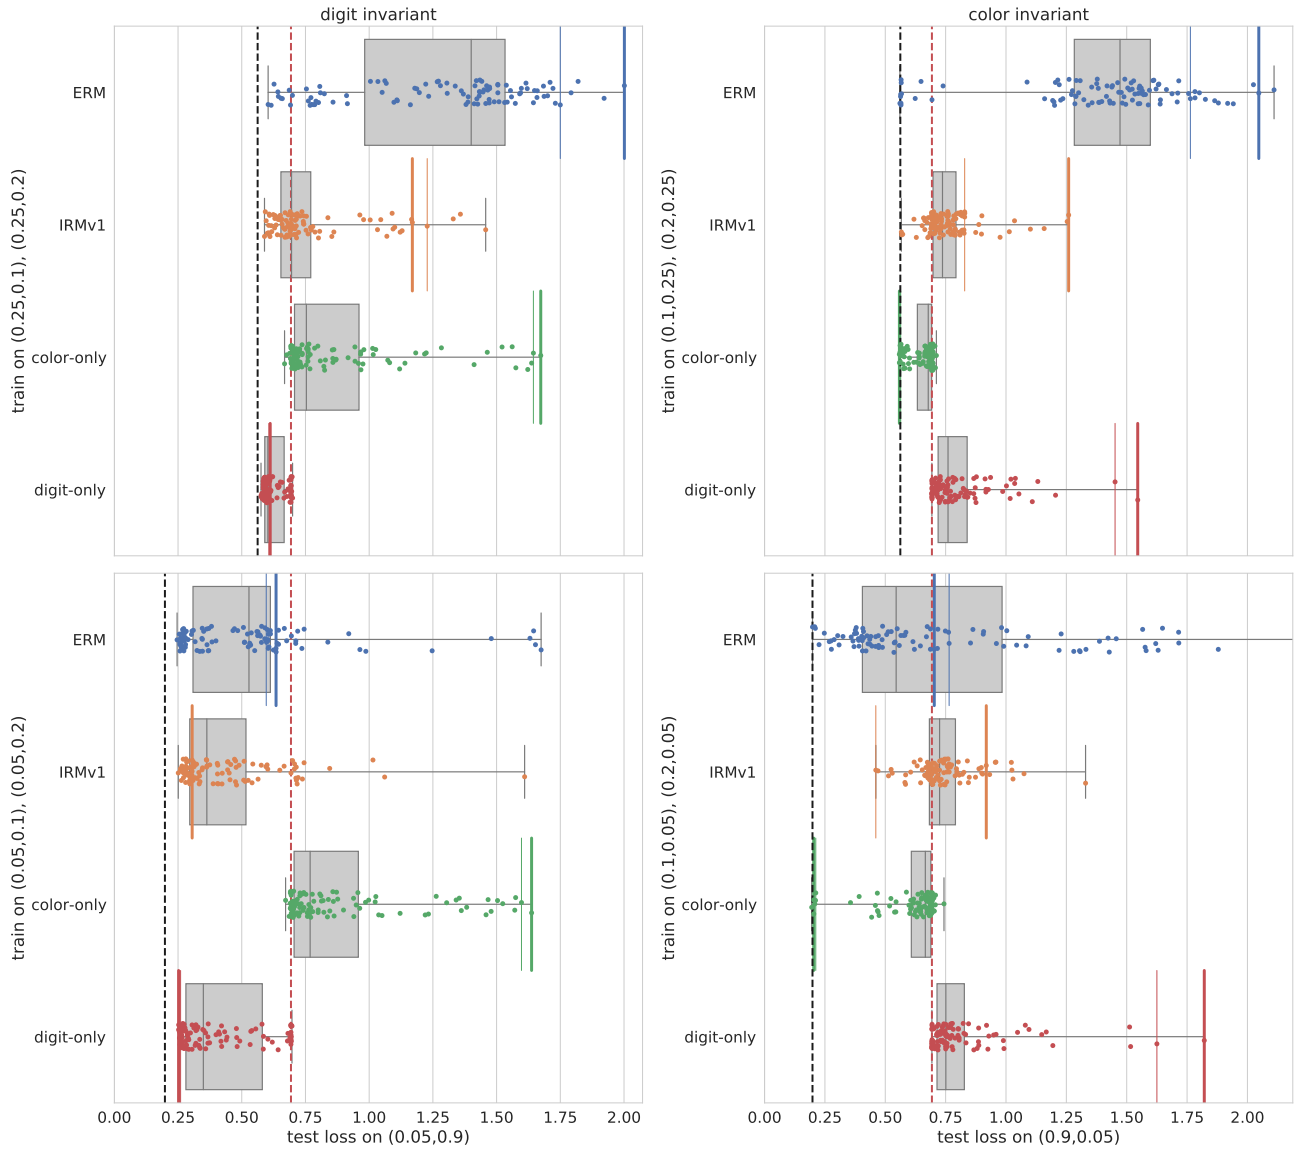 digit invariant
color invariant
train on (0.25,0.1), (0.25,0.2)
ERM
IRMv1
color-only
digit-only
train on (0.1,0.25), (0.2,0.25)
ERM
IRMv1
color-only
digit-only
train on (0.05,0.1), (0.05,0.2)
ERM
IRMv1
color-only
digit-only
0.00 0.25 0.50 0.75 1.00 1.25 1.50 1.75 2.00
test loss on (0.05,0.9)
train on (0.1,0.05), (0.2,0.05)
ERM
IRMv1
color-only
digit-only
0.00 0.25 0.50 0.75 1.00 1.25 1.50 1.75 2.00
test loss on (0.9,0.05)